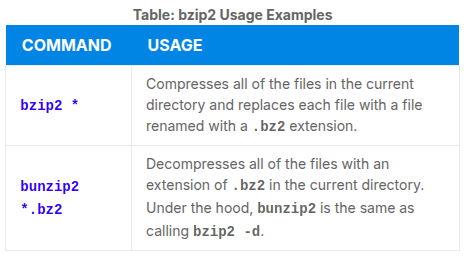 Table: bzip2 Usage Examples
COMMAND USAGE
bzip2 *
Compresses all of the files in the current
directory and replaces each file with a file
renamed with a .bz2 extension.
bunzip2
*.bz2
Decompresses all of the files with an
extension of .bz2 in the current directory.
Under the hood, bunzip2 is the same as
calling bzip2 -d.